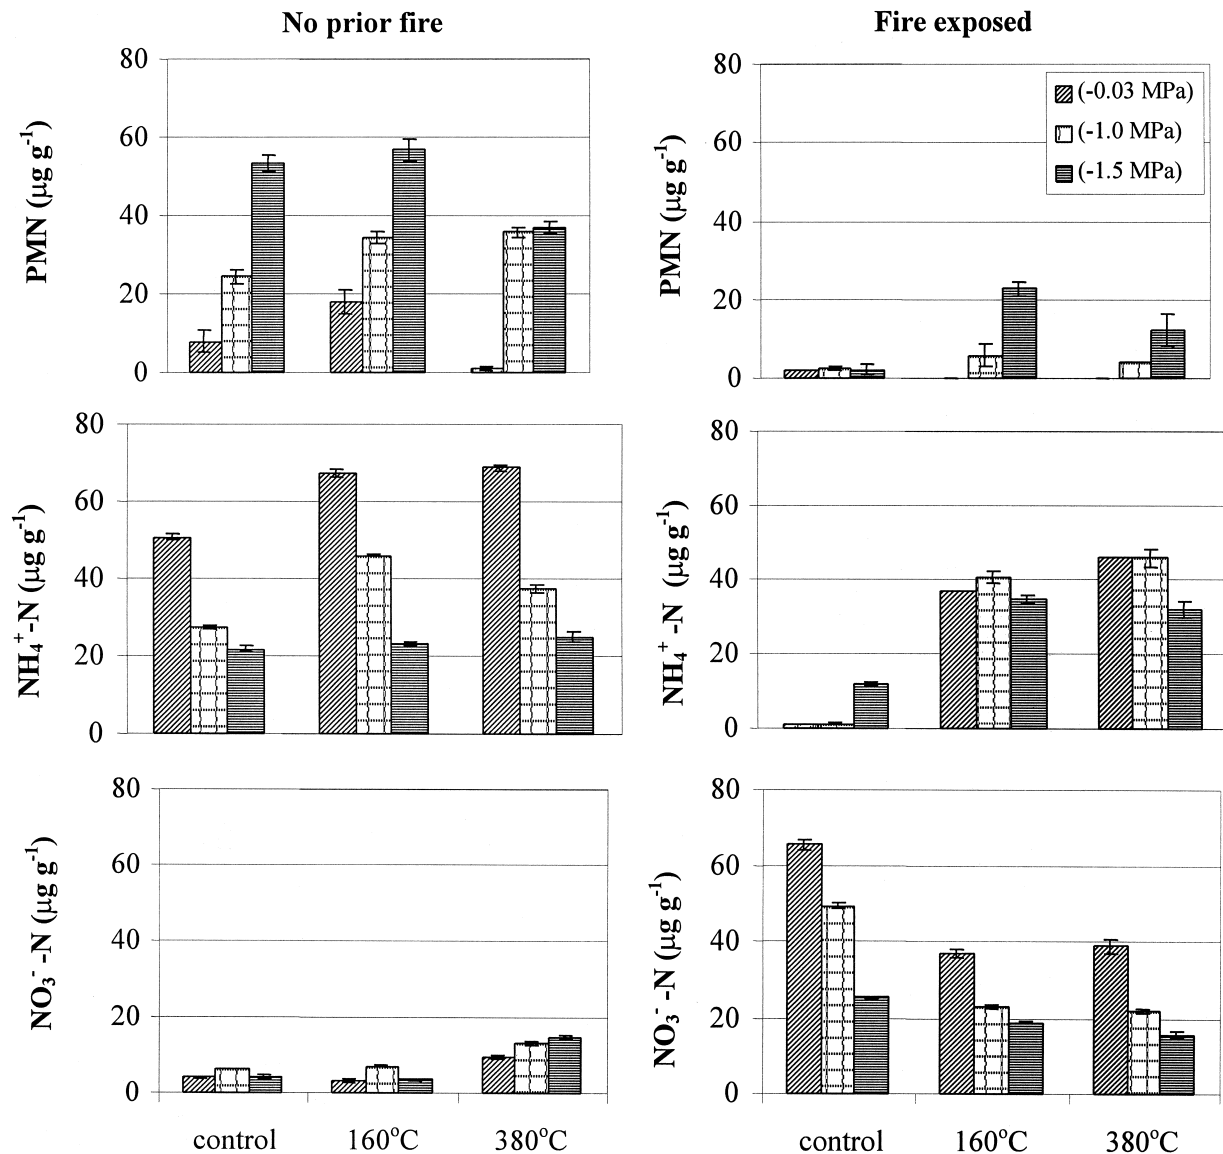 No prior fire
Fire exposed
PMN (µg g-1)
80
60
40
20
0
PMN (µg g-1)
80
60
40
20
0
(-0.03 MPa)
(-1.0 MPa)
(-1.5 MPa)
NH4+-N (µg g-1)
80
60
40
20
0
NH4+ -N (µg g-1)
80
60
40
20
0
NO3- -N (µg g-1)
80
60
40
20
0
control
160°C
380°C
NO3- -N (µg g-1)
80
60
40
20
0
control
160°C
380°C